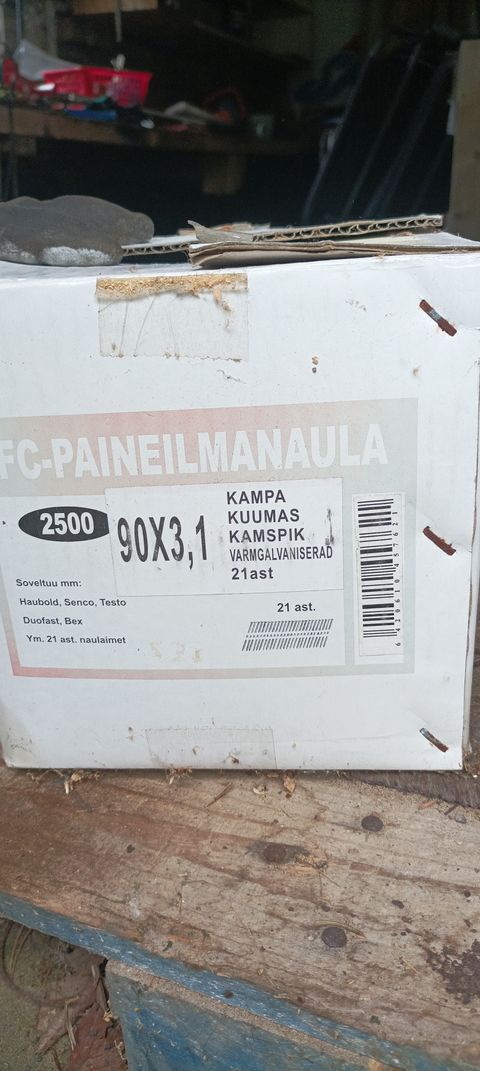 FC-PAINEILMANAULA
2500
90X3,1
KAMPA
KUUMAS
KAMSPIK
VARMGALVANISERAD
21ast
Soveltuu mm:
Haubold, Senco, Testo
Duofast, Bex
Ym. 21 ast. naulaimet
21 ast.